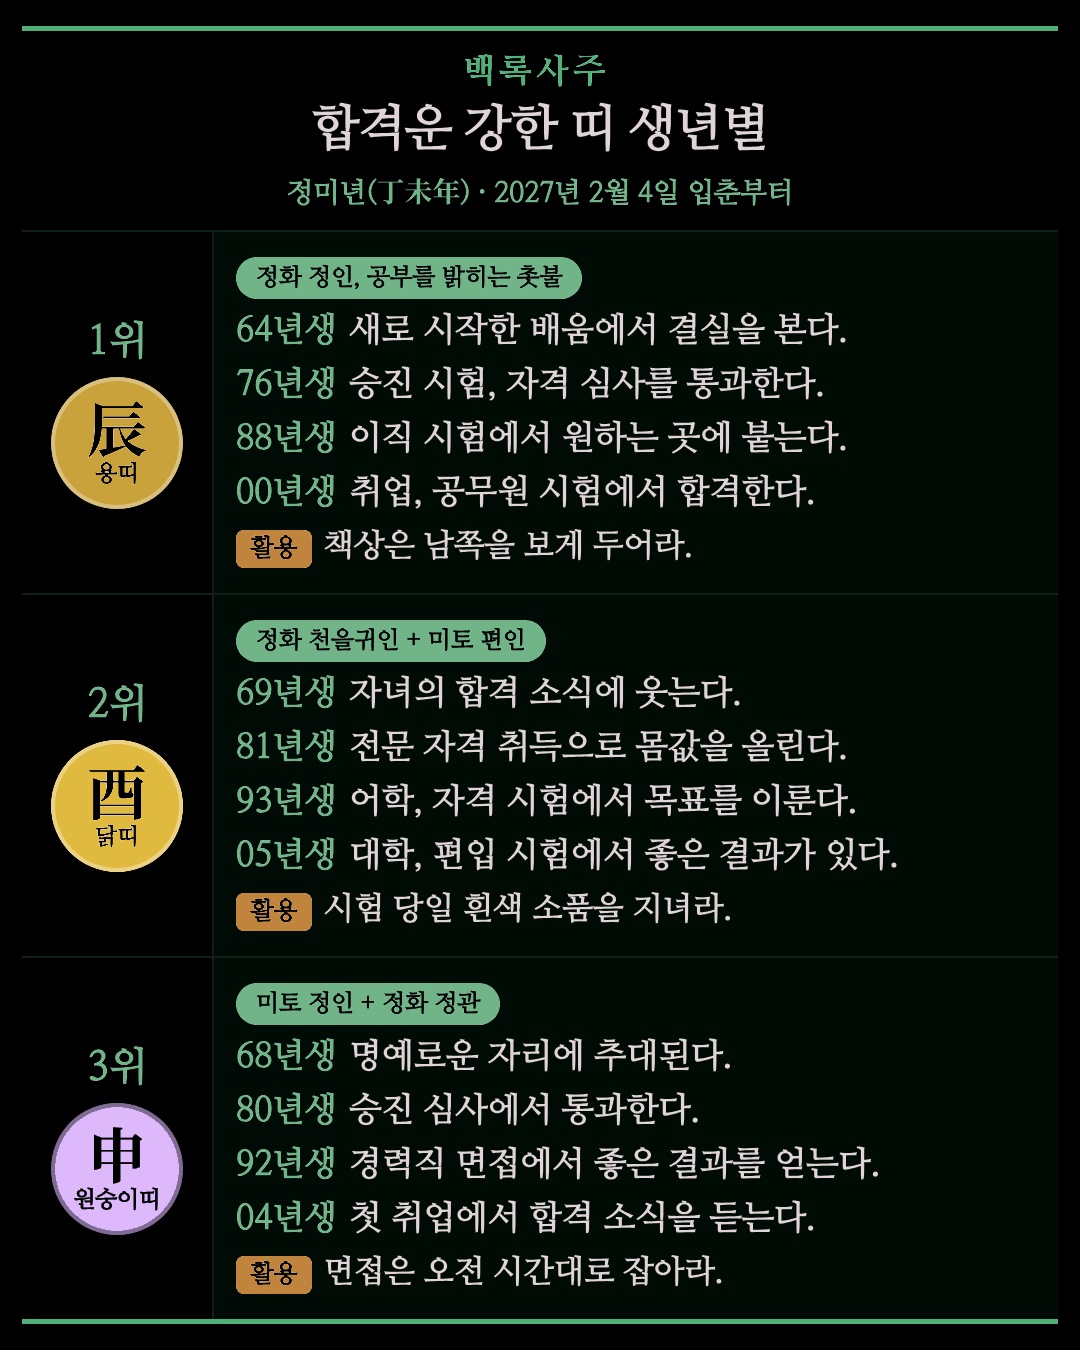 백록사주
합격운 강한 띠 생년별
정미년(丁未年) · 2027년 2월 4일 입춘부터
1위
辰
용띠
정화 정인, 공부를 밝히는 촛불
64년생 새로 시작한 배움에서 결실을 본다.
76년생 승진 시험, 자격 심사를 통과한다.
88년생 이직 시험에서 원하는 곳에 붙는다.
00년생 취업, 공무원 시험에서 합격한다.
활용 책상은 남쪽을 보게 두어라.
2위
酉
닭띠
정화 천을귀인 + 미토 편인
69년생 자녀의 합격 소식에 웃는다.
81년생 전문 자격 취득으로 몸값을 올린다.
93년생 어학, 자격 시험에서 목표를 이룬다.
05년생 대학, 편입 시험에서 좋은 결과가 있다.
활용 시험 당일 흰색 소품을 지녀라.
3위
申
원숭이띠
미토 정인 + 정화 정관
68년생 명예로운 자리에 추대된다.
80년생 승진 심사에서 통과한다.
92년생 경력직 면접에서 좋은 결과를 얻는다.
04년생 첫 취업에서 합격 소식을 듣는다.
활용 면접은 오전 시간대로 잡아라.